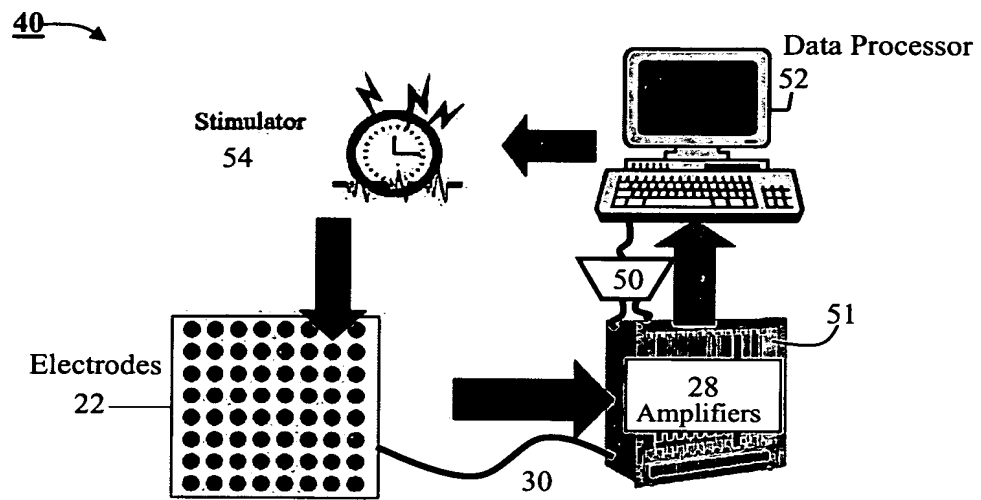 40
Data Processor
52
Stimulator
54
50
51
Electrodes
22
28
Amplifiers
30